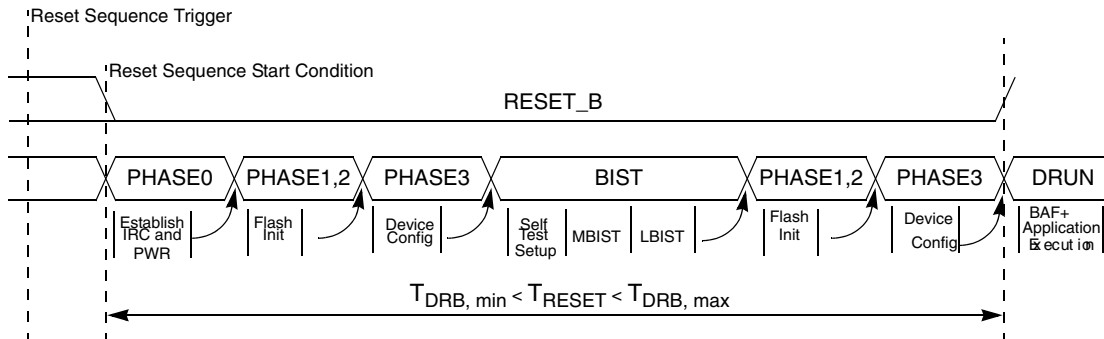 Reset Sequence Trigger
Reset Sequence Start Condition
RESET_B
PHASE0 PHASE1,2 PHASE3 BIST PHASE1,2 PHASE3 DRUN
Establish
IRC and
PWR
Flash
Init
Device
Config
Self
Test
Setup
MBIST
LBIST
Flash
Init
Device
Config
BAF+
Application
Execution
TDRB, min < TRESET < TDRB, max